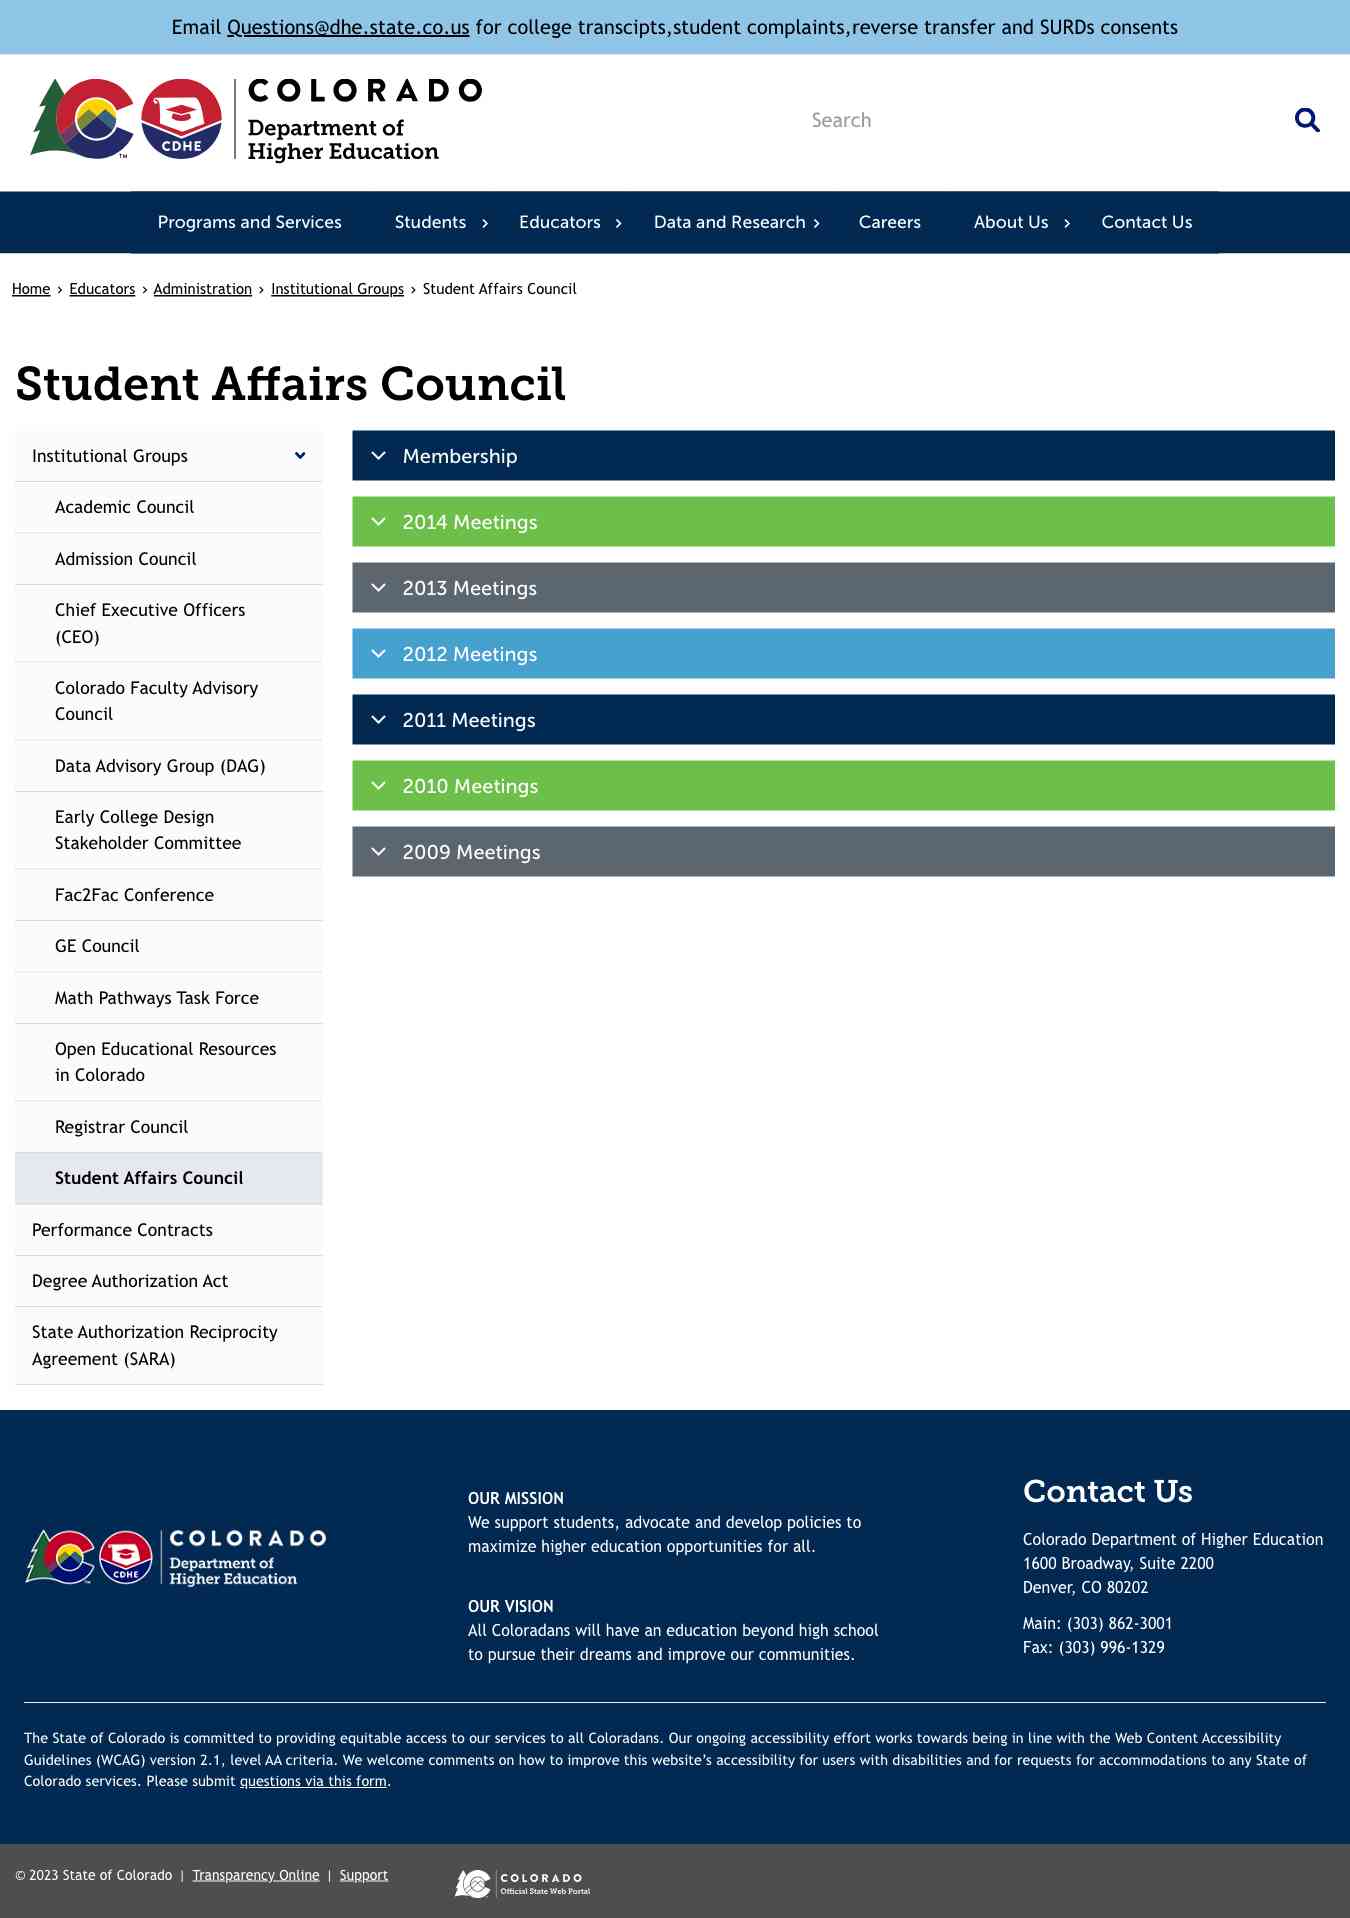 Email Questions@dhe.state.co.us for college transcipts,student complaints,reverse transfer and SURDs consents
CDHE
TM
COLORADO
Department of
Higher Education
Search
Programs and Services
Students
Educators
Data and Research
Careers
About Us
Contact Us
Home › Educators › Administration › Institutional Groups › Student Affairs Council
Student Affairs Council
Institutional Groups
Academic Council
Admission Council
Chief Executive Officers
(CEO)
Colorado Faculty Advisory
Council
Data Advisory Group (DAG)
Early College Design
Stakeholder Committee
Fac2Fac Conference
GE Council
Math Pathways Task Force
Open Educational Resources
in Colorado
Registrar Council
Student Affairs Council
Performance Contracts
Degree Authorization Act
State Authorization Reciprocity
Agreement (SARA)
Membership
2014 Meetings
2013 Meetings
2012 Meetings
2011 Meetings
2010 Meetings
2009 Meetings
CDHE
COLORADO
Department of
Higher Education
OUR MISSION
We support students, advocate and develop policies to
maximize higher education opportunities for all.
OUR VISION
All Coloradans will have an education beyond high school
to pursue their dreams and improve our communities.
Contact Us
Colorado Department of Higher Education
1600 Broadway, Suite 2200
Denver, CO 80202
Main: (303) 862-3001
Fax: (303) 996-1329
The State of Colorado is committed to providing equitable access to our services to all Coloradans. Our ongoing accessibility effort works towards being in line with the Web Content Accessibility
Guidelines (WCAG) version 2.1, level AA criteria. We welcome comments on how to improve this website’s accessibility for users with disabilities and for requests for accommodations to any State of
Colorado services. Please submit questions via this form.
© 2023 State of Colorado | Transparency Online | Support
COLORADO
Official State Web Portal